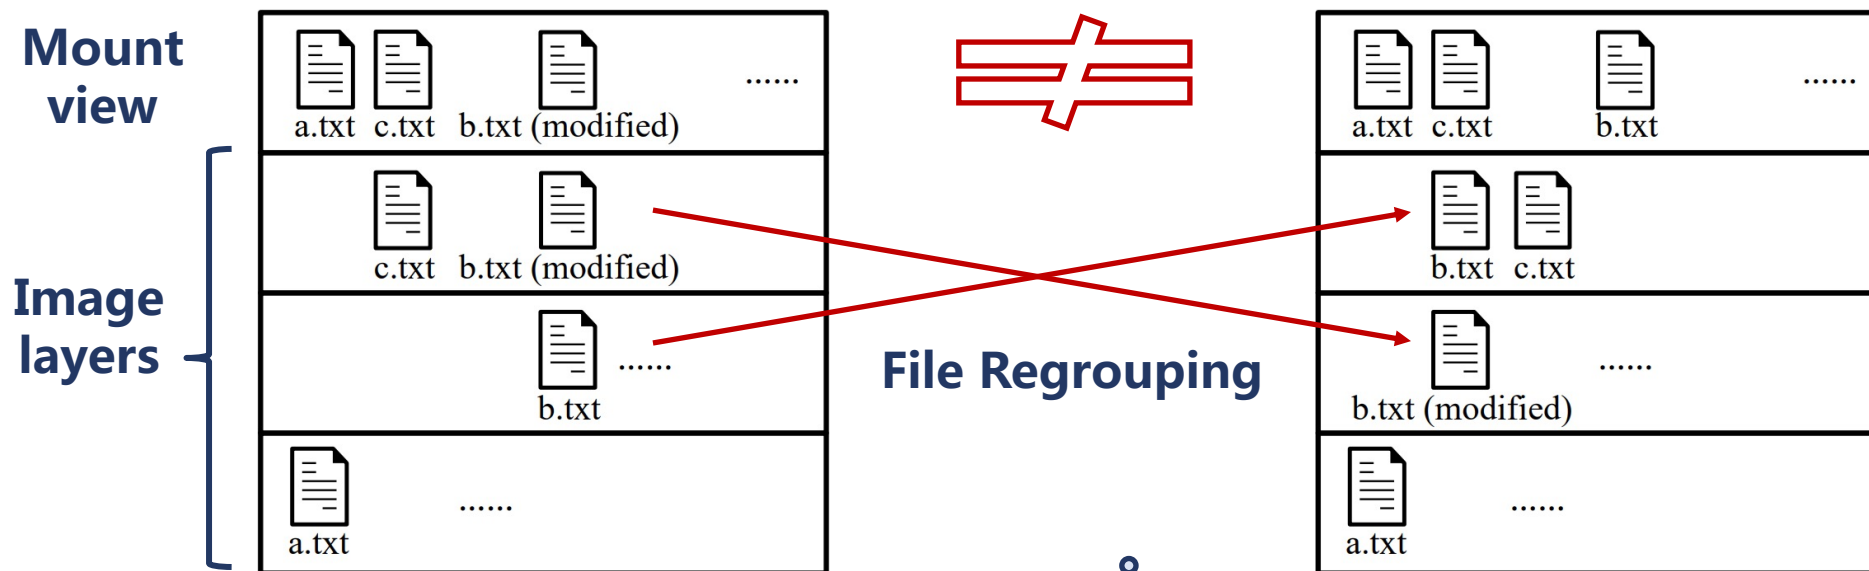 Mount
view
a.txt c.txt b.txt (modified) ......
a.txt c.txt b.txt ......
Image
layers
c.txt b.txt (modified)
b.txt c.txt
File Regrouping
......
b.txt
......
b.txt (modified)
......
a.txt
......
a.txt